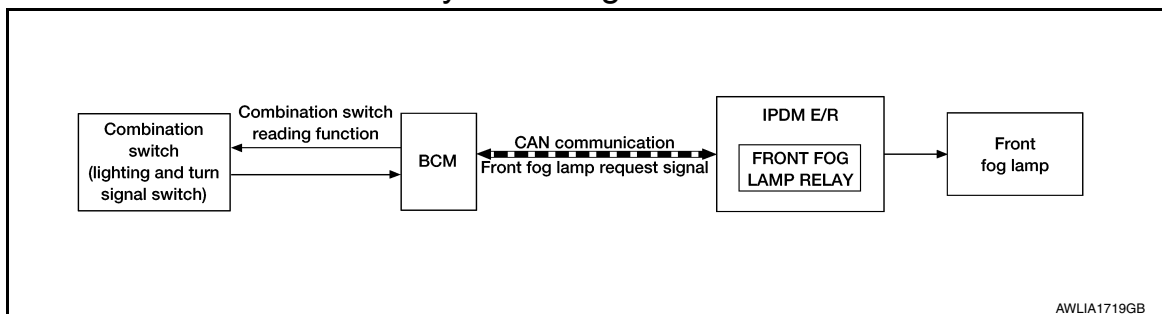 Combination
switch
(lighting and turn
signal switch)
Combination switch
reading function
BCM
CAN communication
Front fog lamp request signal
IPDM E/R
FRONT FOG
LAMP RELAY
Front
fog lamp
AWLIA1719GB